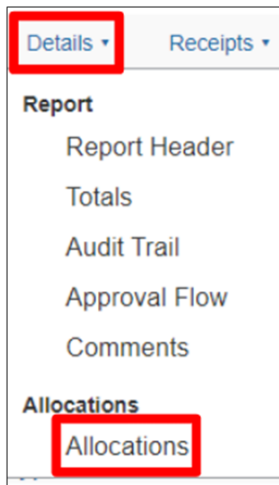 Details ▾ Receipts ▾
Report
Report Header
Totals
Audit Trail
Approval Flow
Comments
Allocations
Allocations